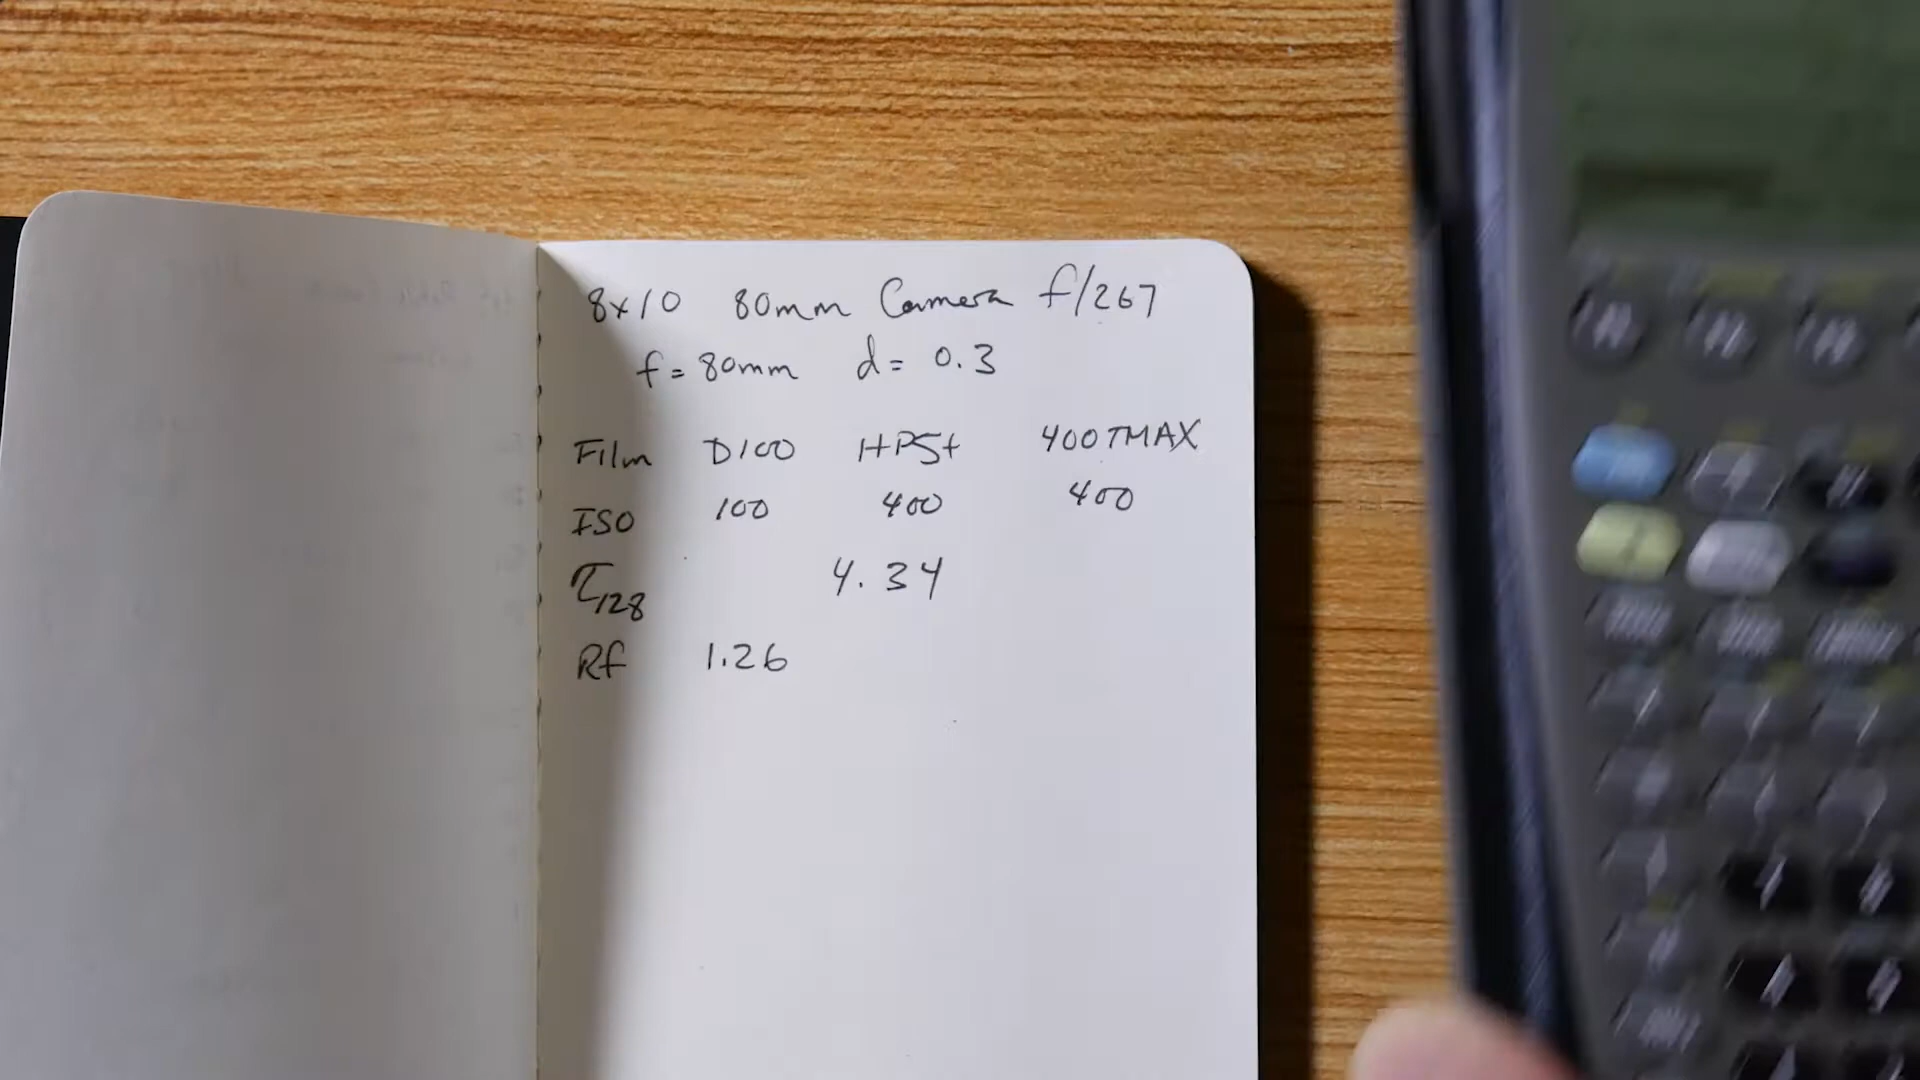 8x10 80mm Camera f/267
f = 80mm d = 0.3
Film D100 HP5+ 400TMAX
ISO 100 400 400
τ128 4.34
Rf 1.26